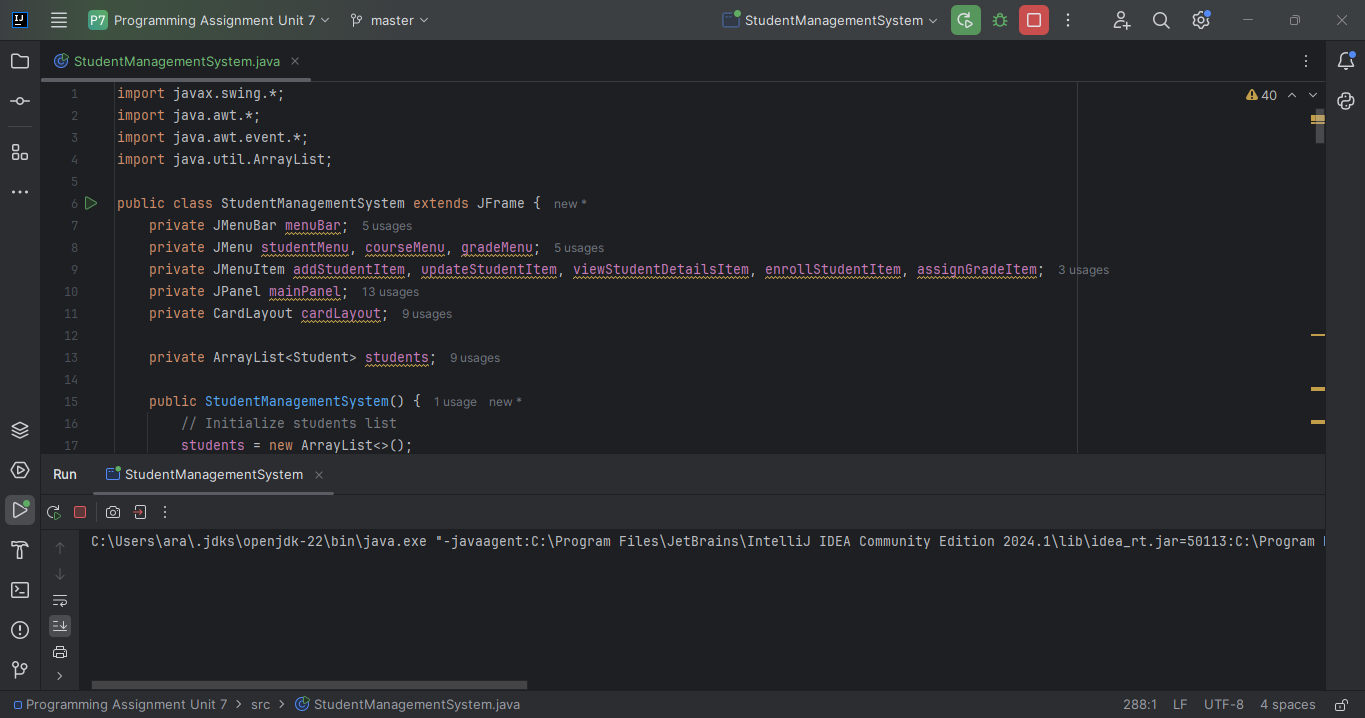 IJ P7 Programming Assignment Unit 7 master StudentManagementSystem
StudentManagementSystem.java
40
1 import javax.swing.*;
2 import java.awt.*;
3 import java.awt.event.*;
4 import java.util.ArrayList;
5
6 public class StudentManagementSystem extends JFrame { new *
7 private JMenuBar menuBar; 5 usages
8 private JMenu studentMenu, courseMenu, gradeMenu; 5 usages
9 private JMenuItem addStudentItem, updateStudentItem, viewStudentDetailsItem, enrollStudentItem, assignGradeItem; 3 usages
10 private JPanel mainPanel; 13 usages
11 private CardLayout cardLayout; 9 usages
12
13 private ArrayList<Student> students; 9 usages
14
15 public StudentManagementSystem() { 1 usage new *
16 // Initialize students list
17 students = new ArrayList<>();
Run StudentManagementSystem
C:\Users\ara\.jdks\openjdk-22\bin\java.exe "-javaagent:C:\Program Files\JetBrains\IntelliJ IDEA Community Edition 2024.1\lib\idea_rt.jar=50113:C:\Program
Programming Assignment Unit 7 > src > StudentManagementSystem.java 288:1 LF UTF-8 4 spaces